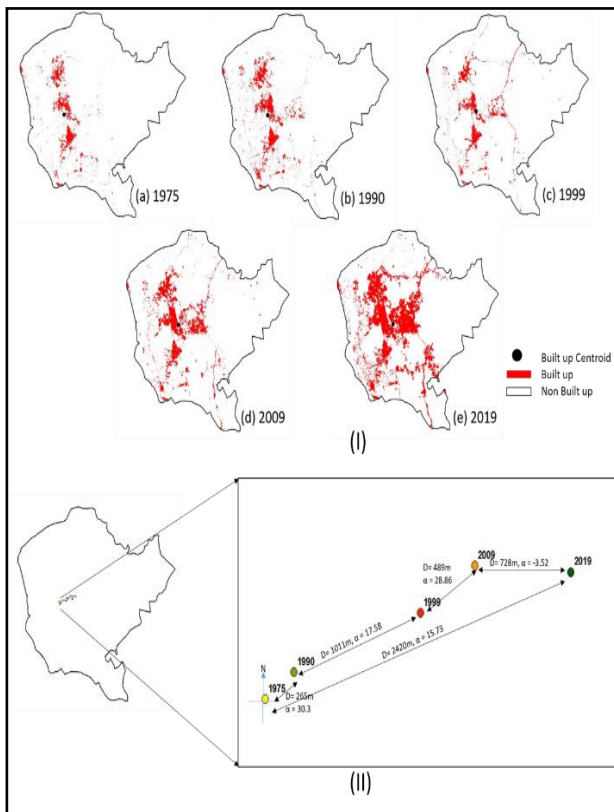 (a) 1975
(b) 1990
(c) 1999
(d) 2009
(e) 2019
Built up Centroid
Built up
Non Built up
(I)
2009
D= 728m, α = -3.52
2019
D= 489m
α = 28.86
1999
D= 1011m, α = 17.58
D= 2420m, α = 15.73
N
1990
1975
D= 265m
α = 30.3
(II)